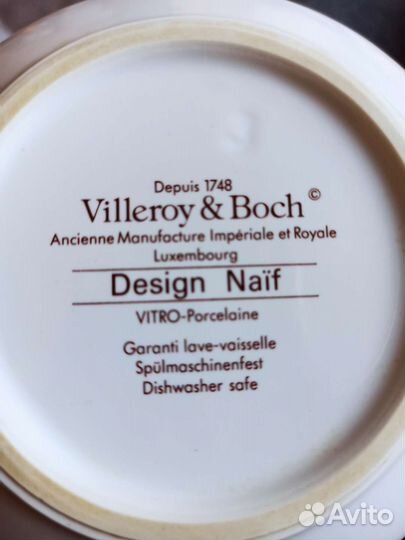 Depuis 1748
Villeroy & Boch ©
Ancienne Manufacture Impériale et Royale
Luxembourg
Design Naïf
VITRO-Porcelaine
Garanti lave-vaisselle
Spülmaschinenfest
Dishwasher safe
Avito